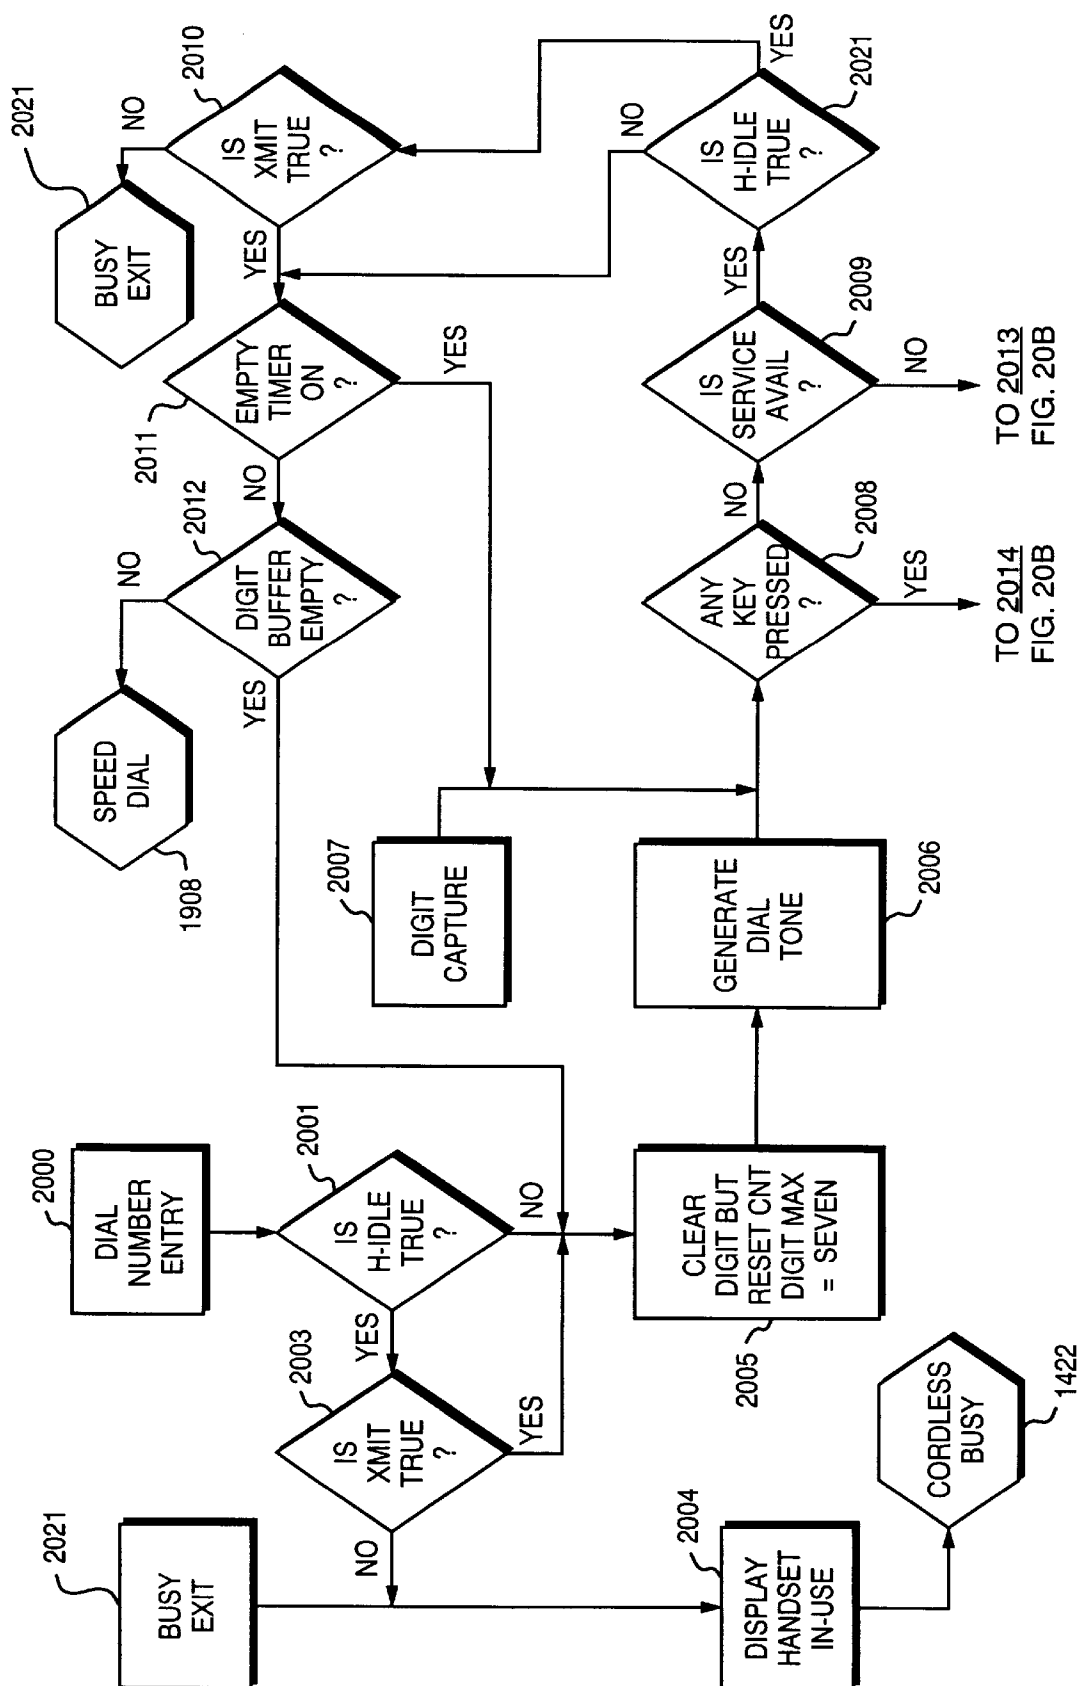 2021
BUSY
EXIT
NO
2003
IS
XMIT
TRUE
?
YES
YES
2000
DIAL
NUMBER
ENTRY
2001
IS
H-IDLE
TRUE
?
NO
2004
DISPLAY
HANDSET
IN-USE
CORDLESS
BUSY
1422
CLEAR
DIGIT BUT
RESET CNT
DIGIT MAX
= SEVEN
2005
GENERATE
DIAL
TONE
2006
2007
DIGIT
CAPTURE
SPEED
DIAL
1908
NO
YES
2012
DIGIT
BUFFER
EMPTY
?
NO
2011
EMPTY
TIMER
ON
?
YES
YES
2021
BUSY
EXIT
NO
2010
IS
XMIT
TRUE
?
ANY
KEY
PRESSED
?
2008
YES
TO 2014
FIG. 20B
NO
IS
SERVICE
AVAIL
?
2009
NO
TO 2013
FIG. 20B
YES
IS
H-IDLE
TRUE
?
2021
NO
YES